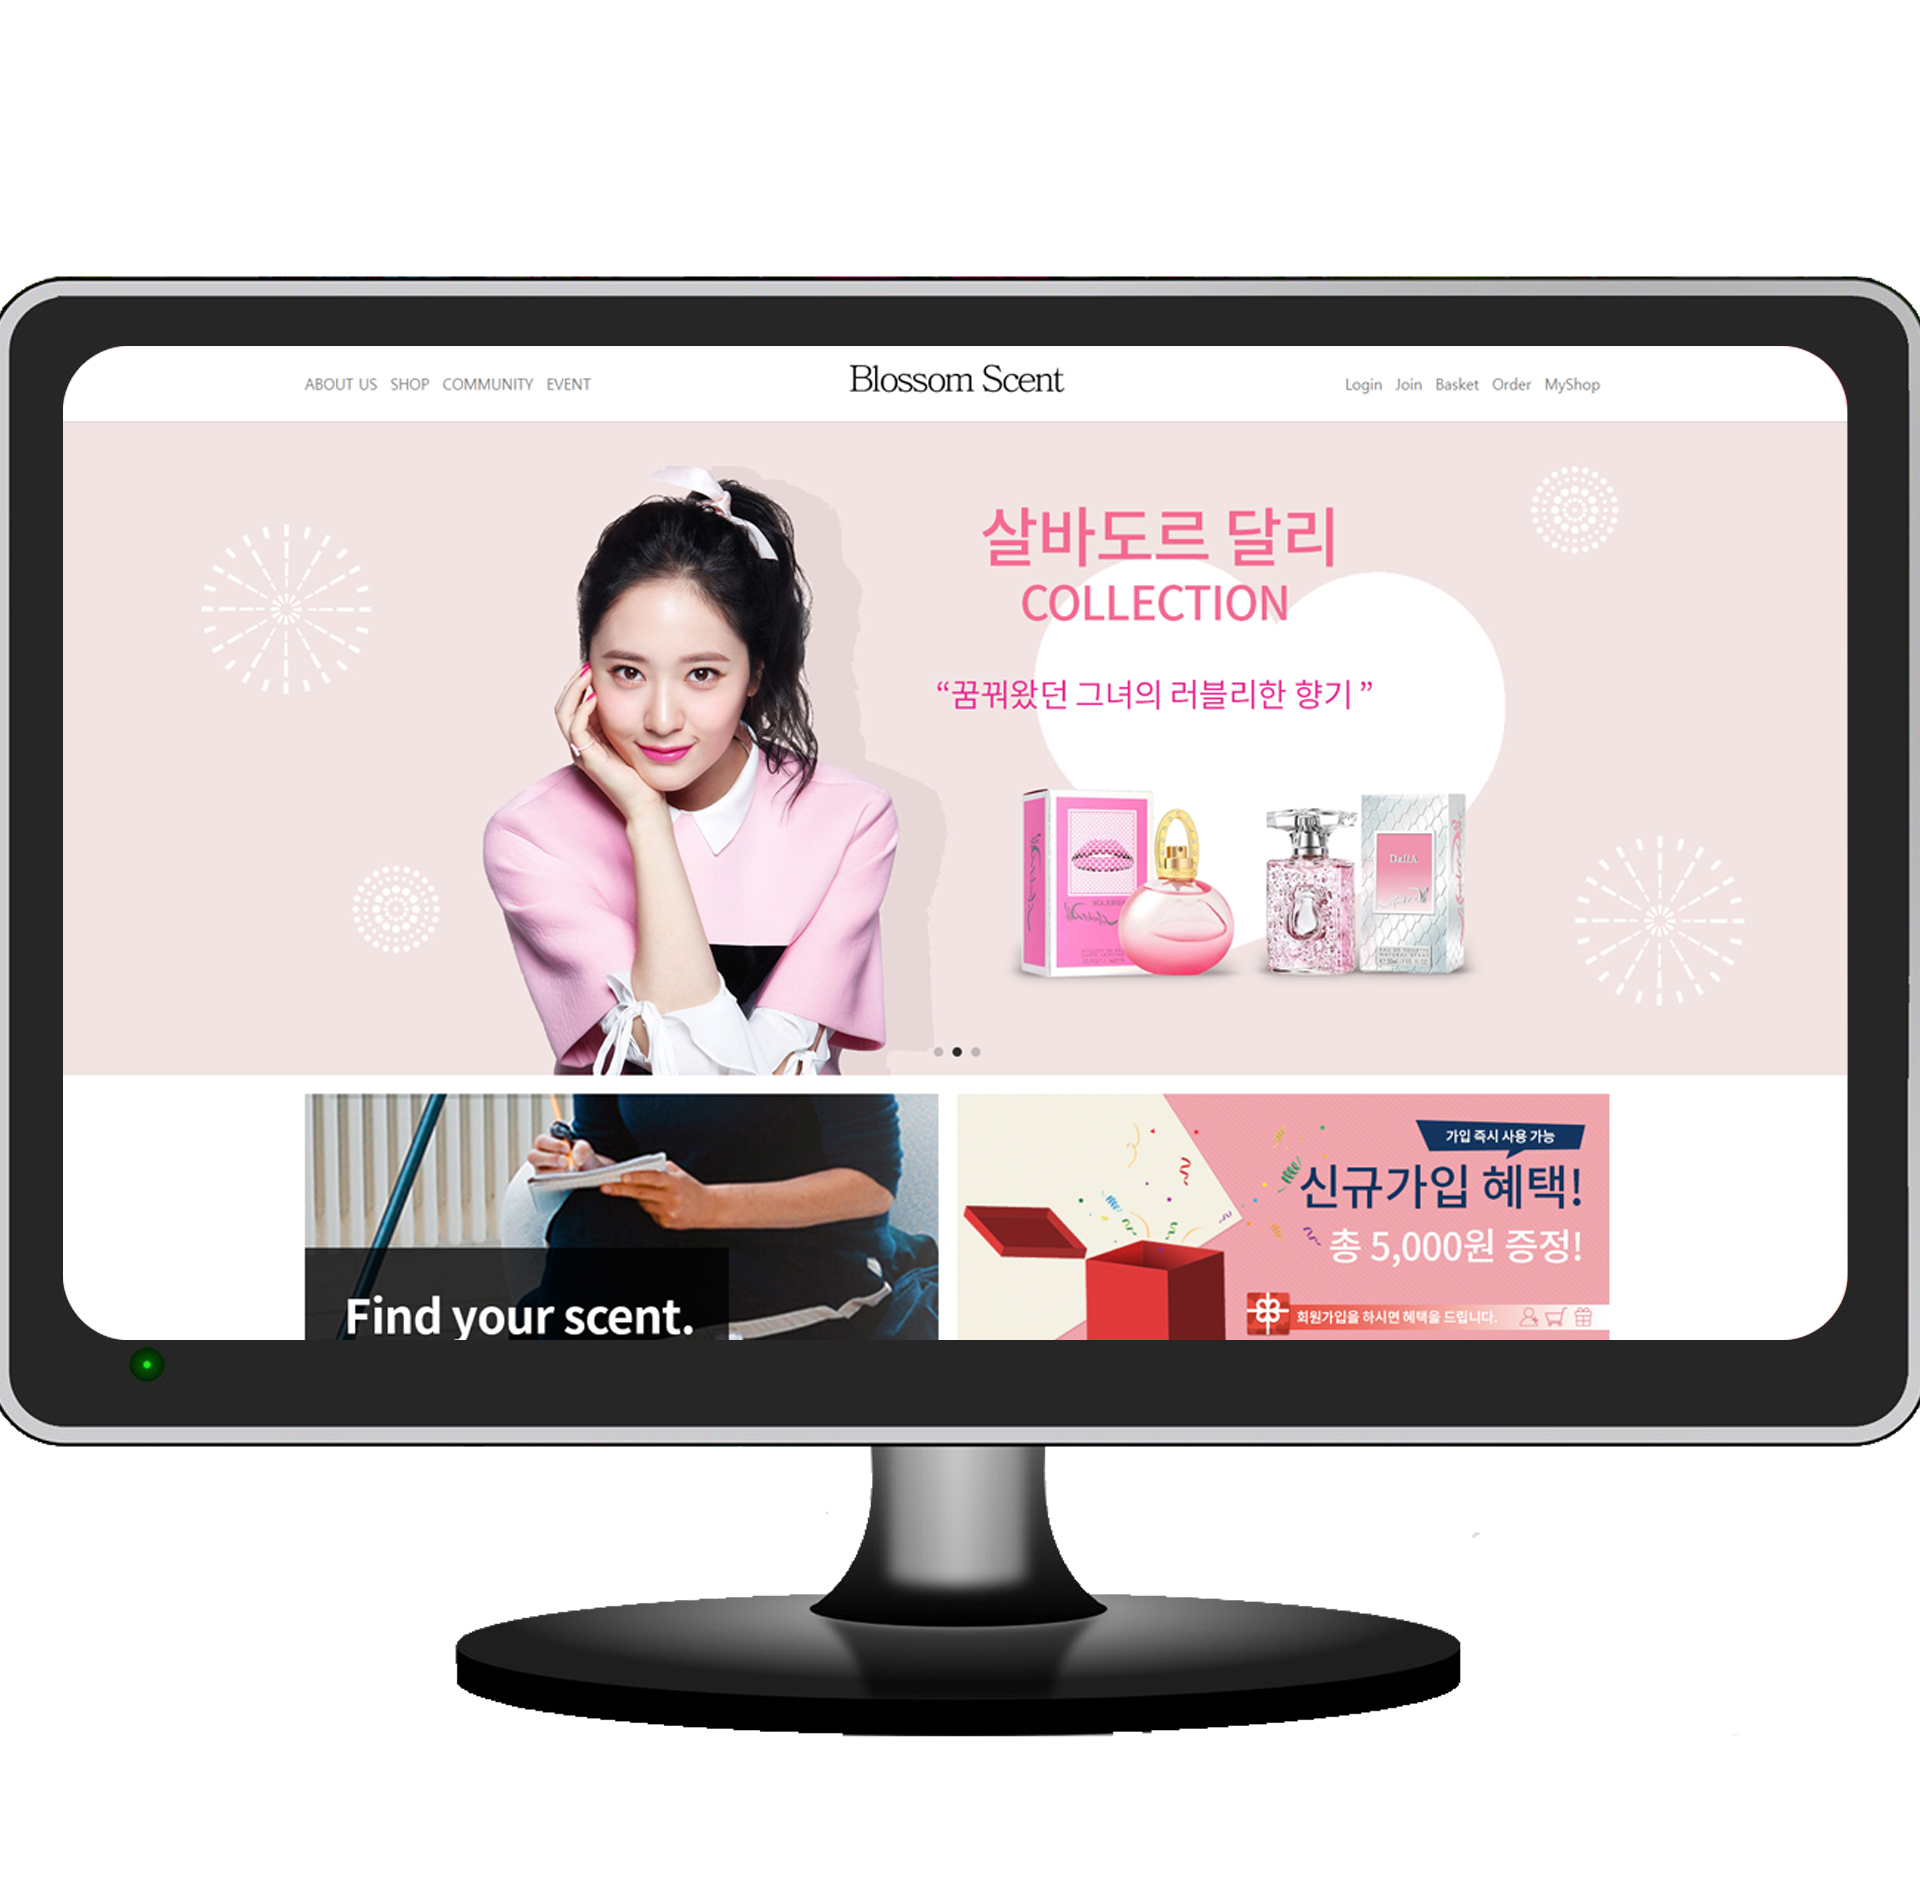 ABOUT US SHOP COMMUNITY EVENT
Blossom Scent
Login Join Basket Order MyShop
살바도르 달리
COLLECTION
“꿈꿔왔던 그녀의 러블리한 향기 ”
DalíA
Find your scent.
가입 즉시 사용 가능
신규가입 혜택!
총 5,000원 증정!
회원가입을 하시면 혜택을 드립니다.